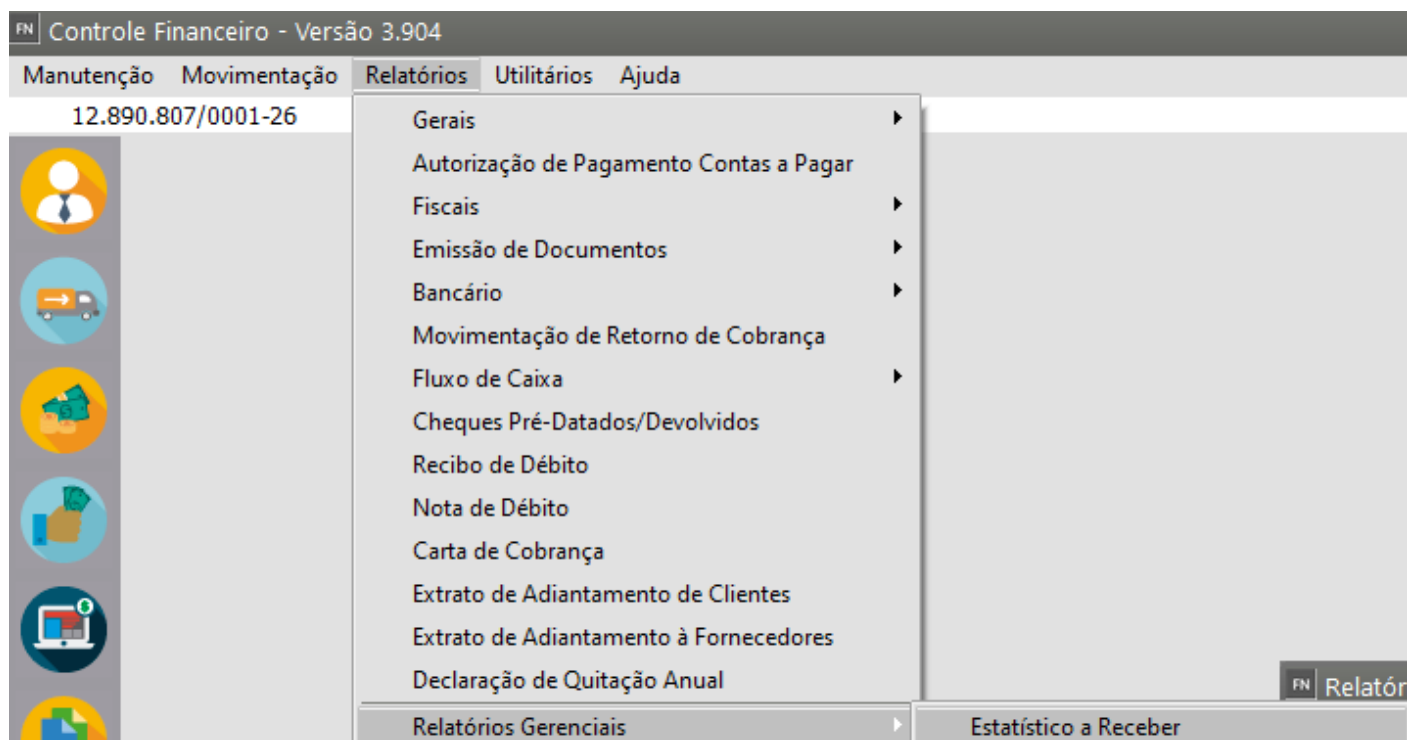 FN Controle Financeiro - Versão 3.904
Manutenção Movimentação Relatórios Utilitários Ajuda
12.890.807/0001-26
Gerais
Autorização de Pagamento Contas a Pagar
Fiscais
Emissão de Documentos
Bancário
Movimentação de Retorno de Cobrança
Fluxo de Caixa
Cheques Pré-Datados/Devolvidos
Recibo de Débito
Nota de Débito
Carta de Cobrança
Extrato de Adiantamento de Clientes
Extrato de Adiantamento à Fornecedores
Declaração de Quitação Anual
FN Relatór
Relatórios Gerenciais
Estatístico a Receber